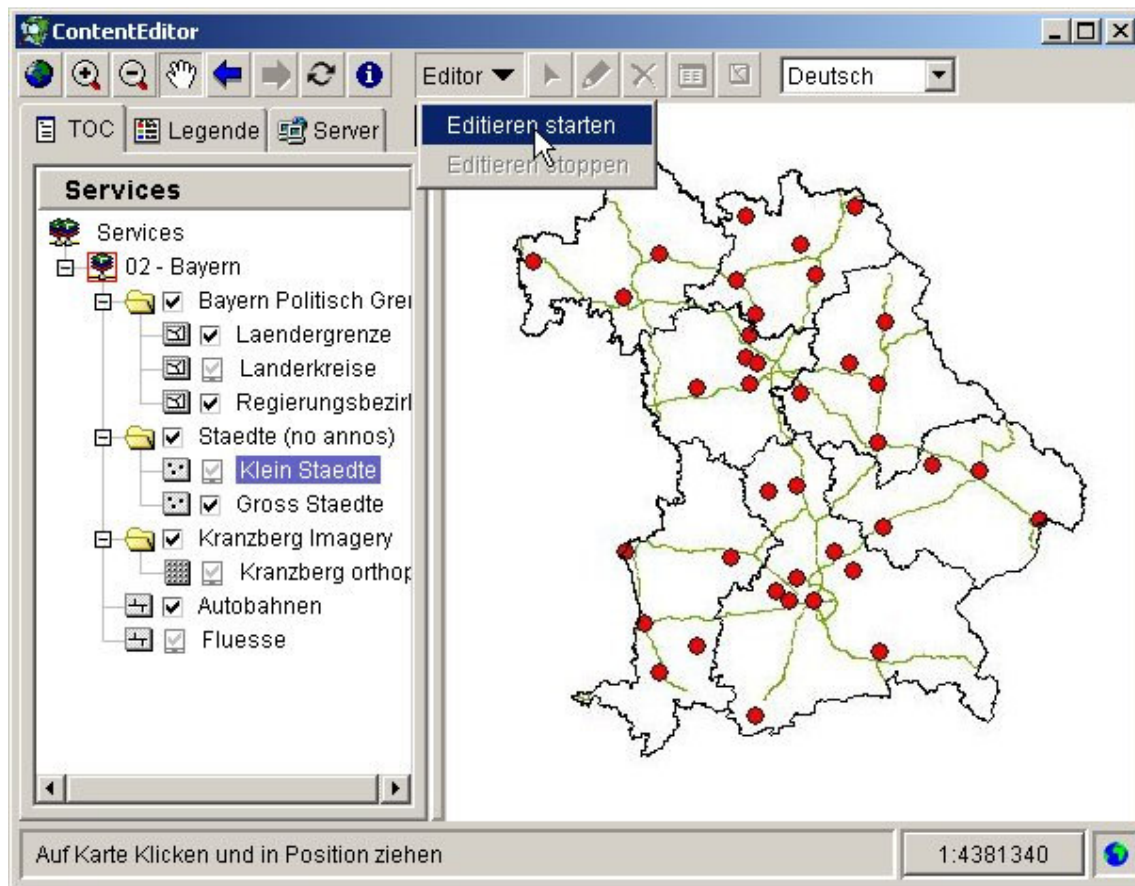 ContentEditor
Editor Deutsch
TOC Legende Server
Editieren starten
Editieren stoppen
Services
Services
02 - Bayern
Bayern Politisch Gre
Laendergrenze
Landerkreise
Regierungsbezir
Staedte (no annos)
Klein Staedte
Gross Staedte
Kranzberg Imagery
Kranzberg orthop
Autobahnen
Fluesse
Auf Karte Klicken und in Position ziehen 1:4381340